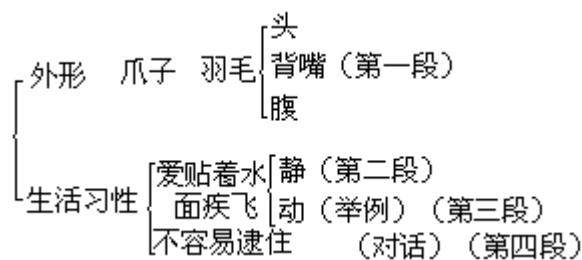 头
外形 爪子 羽毛 背嘴（第一段）
腹
爱贴着水 静（第二段）
生活习性 面疾飞 动（举例）（第三段）
不容易逮住 （对话）（第四段）